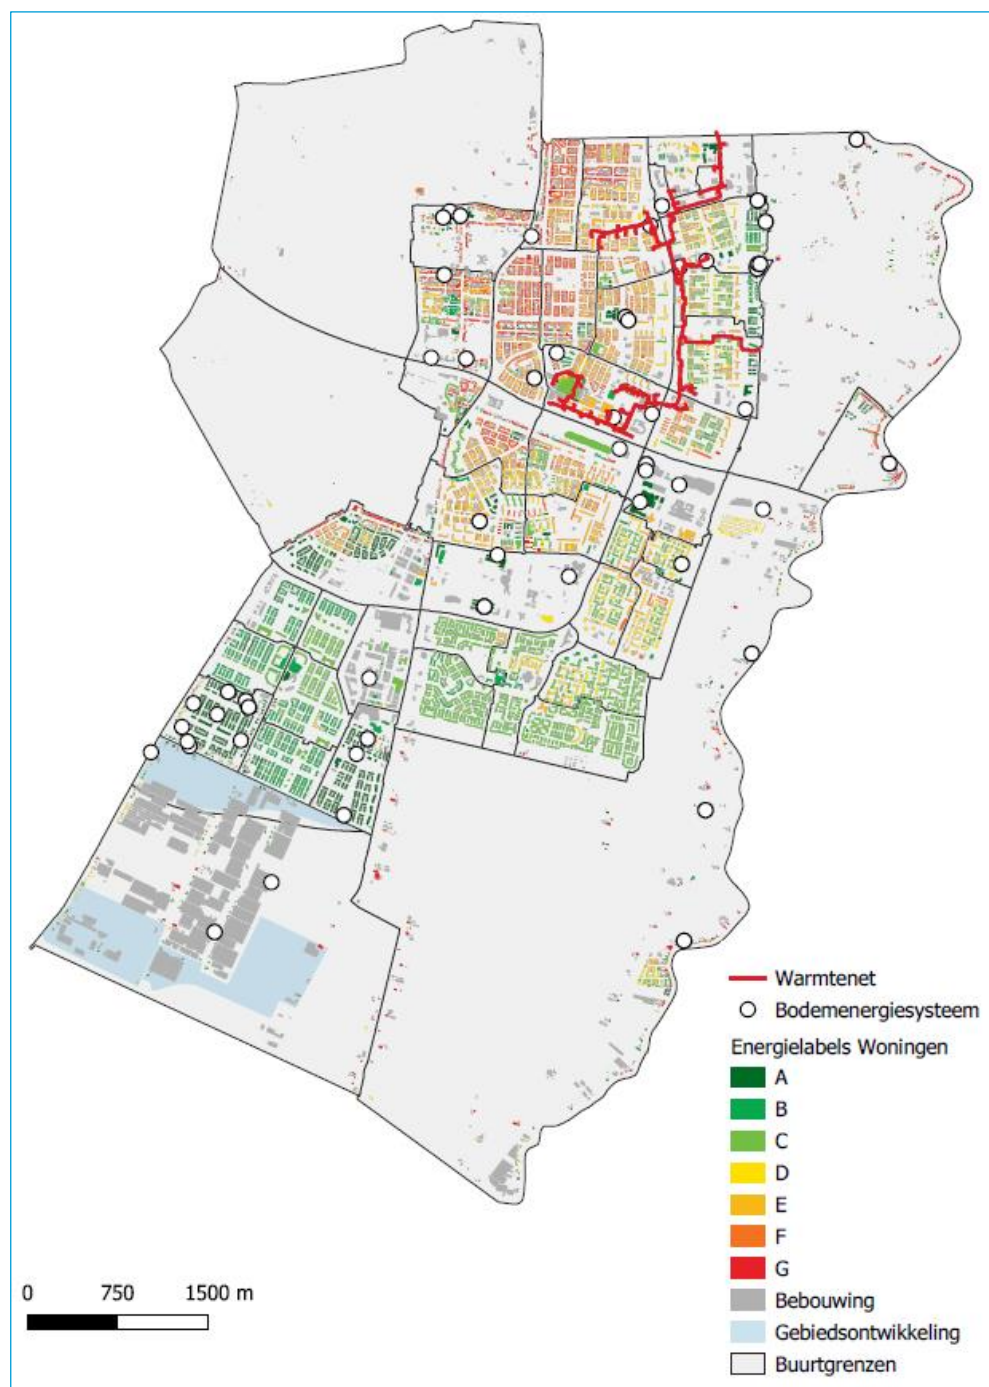 Warmtenet
Bodemenergiesysteem
Energielabels Woningen
A
B
C
D
E
F
G
Bebouwing
Gebiedsontwikkeling
Buurtgrenzen
0 750 1500 m